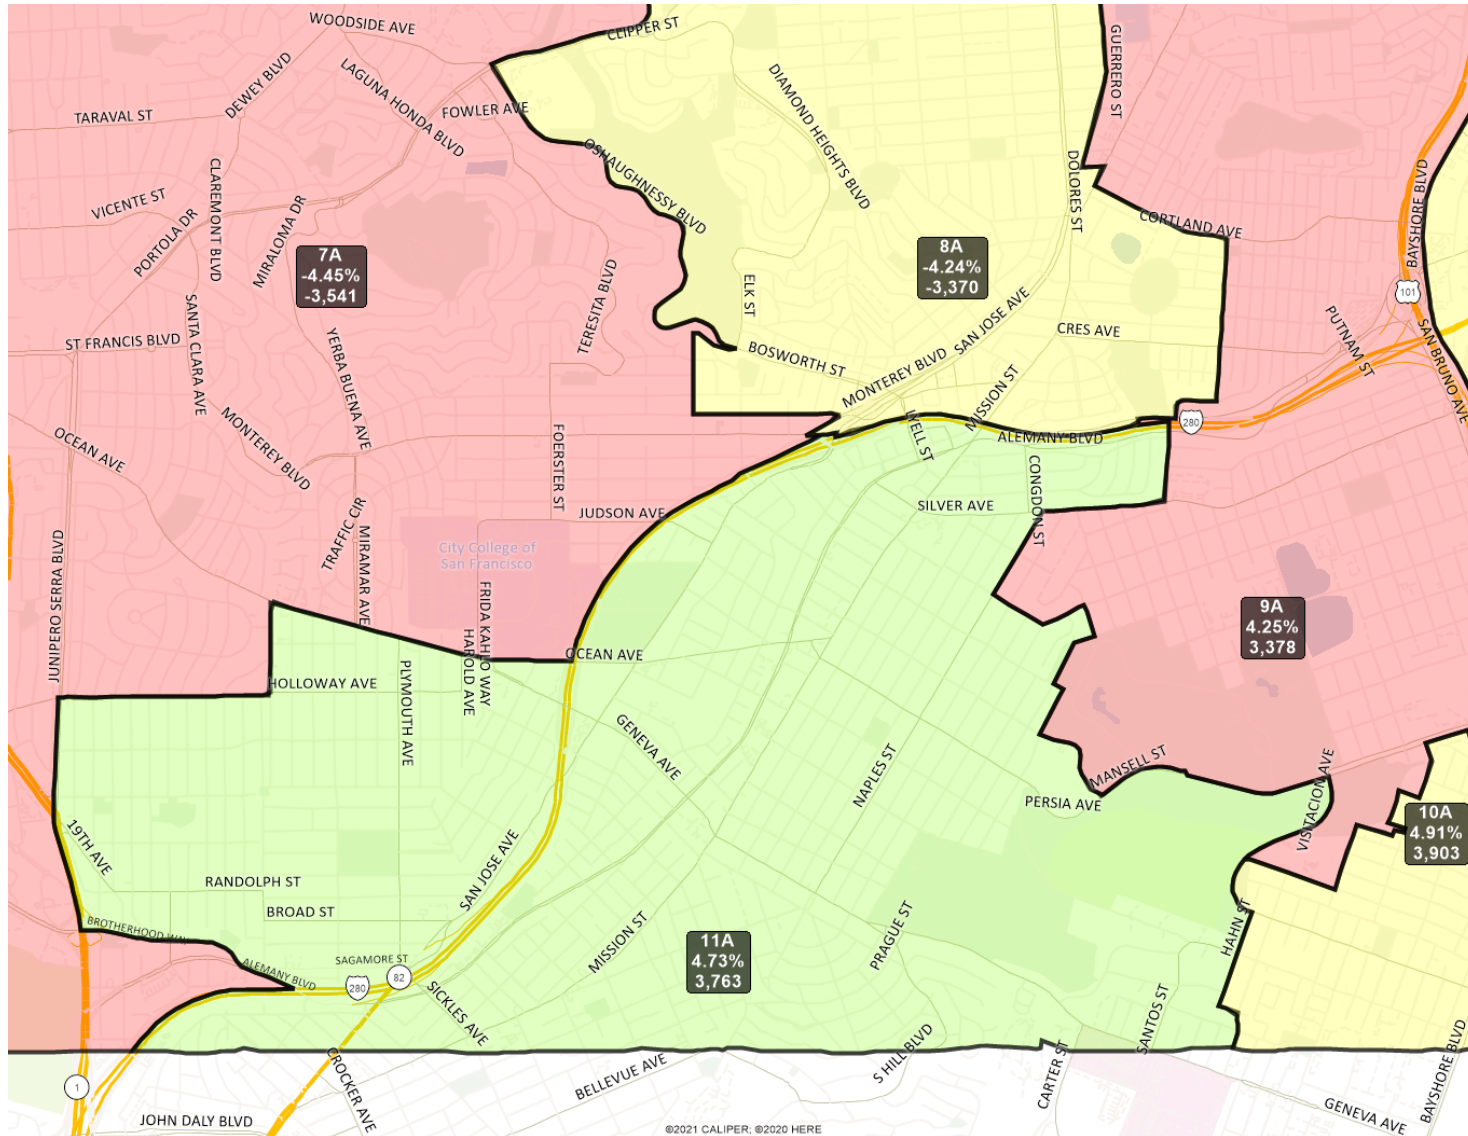 WOODSIDE AVE
CLIPPER ST
GUERRERO ST
DEWEY BLVD
LAGUNA HONDA BLVD
DIAMOND HEIGHTS BLVD
TARAVAL ST
FOWLER AVE
OSHAUGHNESSY BLVD
DOLORES ST
BAYSHORE BLVD
CLAREMONT BLVD
VICENTE ST
PORTOLA DR
MIRALOMA DR
CORTLAND AVE
7A
-4.45%
-3,541
8A
-4.24%
-3,370
TERESITA BLVD
ELK ST
101
SANTA CLARA AVE
ST FRANCIS BLVD
YERBA BUENA AVE
SAN JOSE AVE
CRES AVE
PUTNAM ST
SAN BRUNO AVE
BOSWORTH ST
MONTEREY BLVD
MISSION ST
MONTEREY BLVD
OCEAN AVE
LYELL ST
ALEMANY BLVD
280
FOERSTER ST
CONGDON ST
SILVER AVE
JUDSON AVE
TRAFFIC CIR
MIRAMAR AVE
City College of
San Francisco
JUNIPERO SERRA BLVD
FRIDA KAHLO WAY
HAROLD AVE
9A
4.25%
3,378
OCEAN AVE
HOLLOWAY AVE
PLYMOUTH AVE
GENEVA AVE
NAPLES ST
MANSELL ST
PERSIA AVE
VISITACION AVE
10A
4.91%
3,903
19TH AVE
RANDOLPH ST
BROAD ST
SAN JOSE AVE
BROTHERHOOD WAY
ALEMANY BLVD
SAGAMORE ST
280
82
MISSION ST
11A
4.73%
3,763
PRAGUE ST
HAHN ST
SICKLES AVE
SANTOS ST
S HILL BLVD
CARTER ST
BAYSHORE BLVD
CROCKER AVE
BELLEVUE AVE
1
JOHN DALY BLVD
GENEVA AVE
©2021 CALIPER; ©2020 HERE